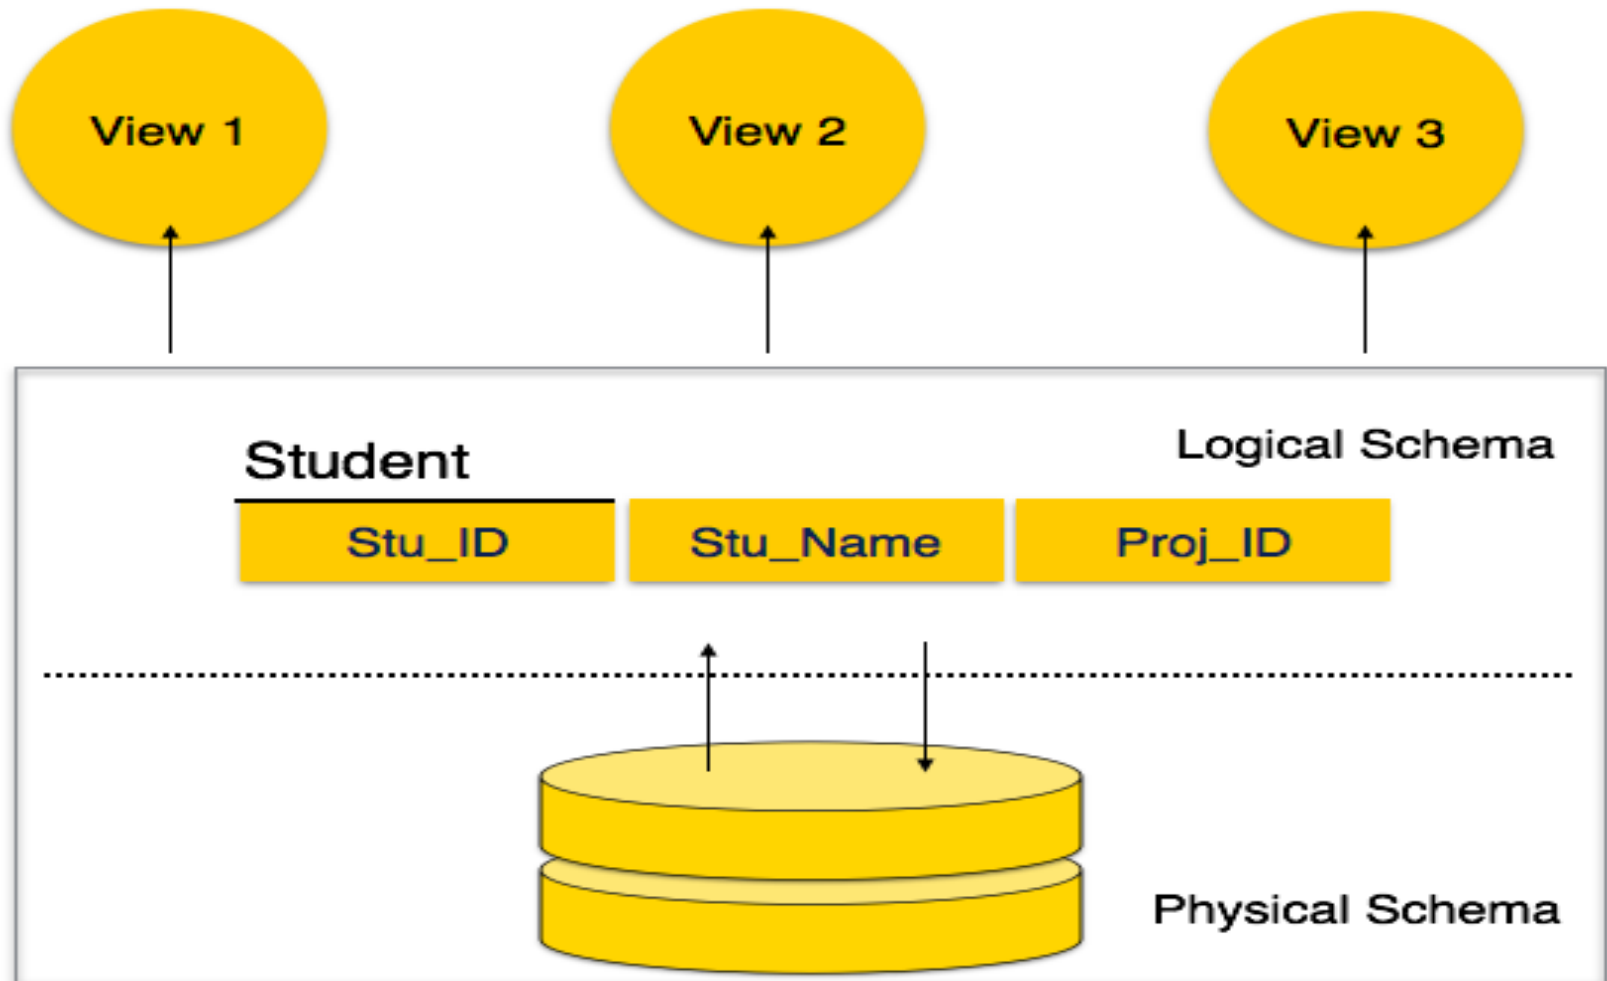 View 1
View 2
View 3
Logical Schema
Student
Stu_ID
Stu_Name
Proj_ID
Physical Schema